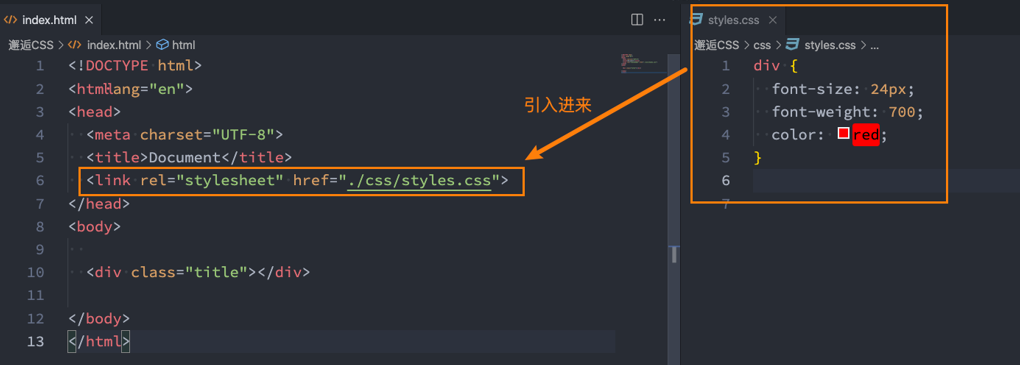 index.html
邂逅CSS > index.html > html
1 <!DOCTYPE html>
2 <html lang="en">
3 <head>
4 <meta charset="UTF-8">
5 <title>Document</title>
6 <link rel="stylesheet" href="./css/styles.css">
7 </head>
8 <body>
9
10 <div class="title"></div>
11
12 </body>
13 </html>
引入进来
styles.css
邂逅CSS > css > styles.css > ...
1 div {
2 font-size: 24px;
3 font-weight: 700;
4 color: red;
5 }
6
7